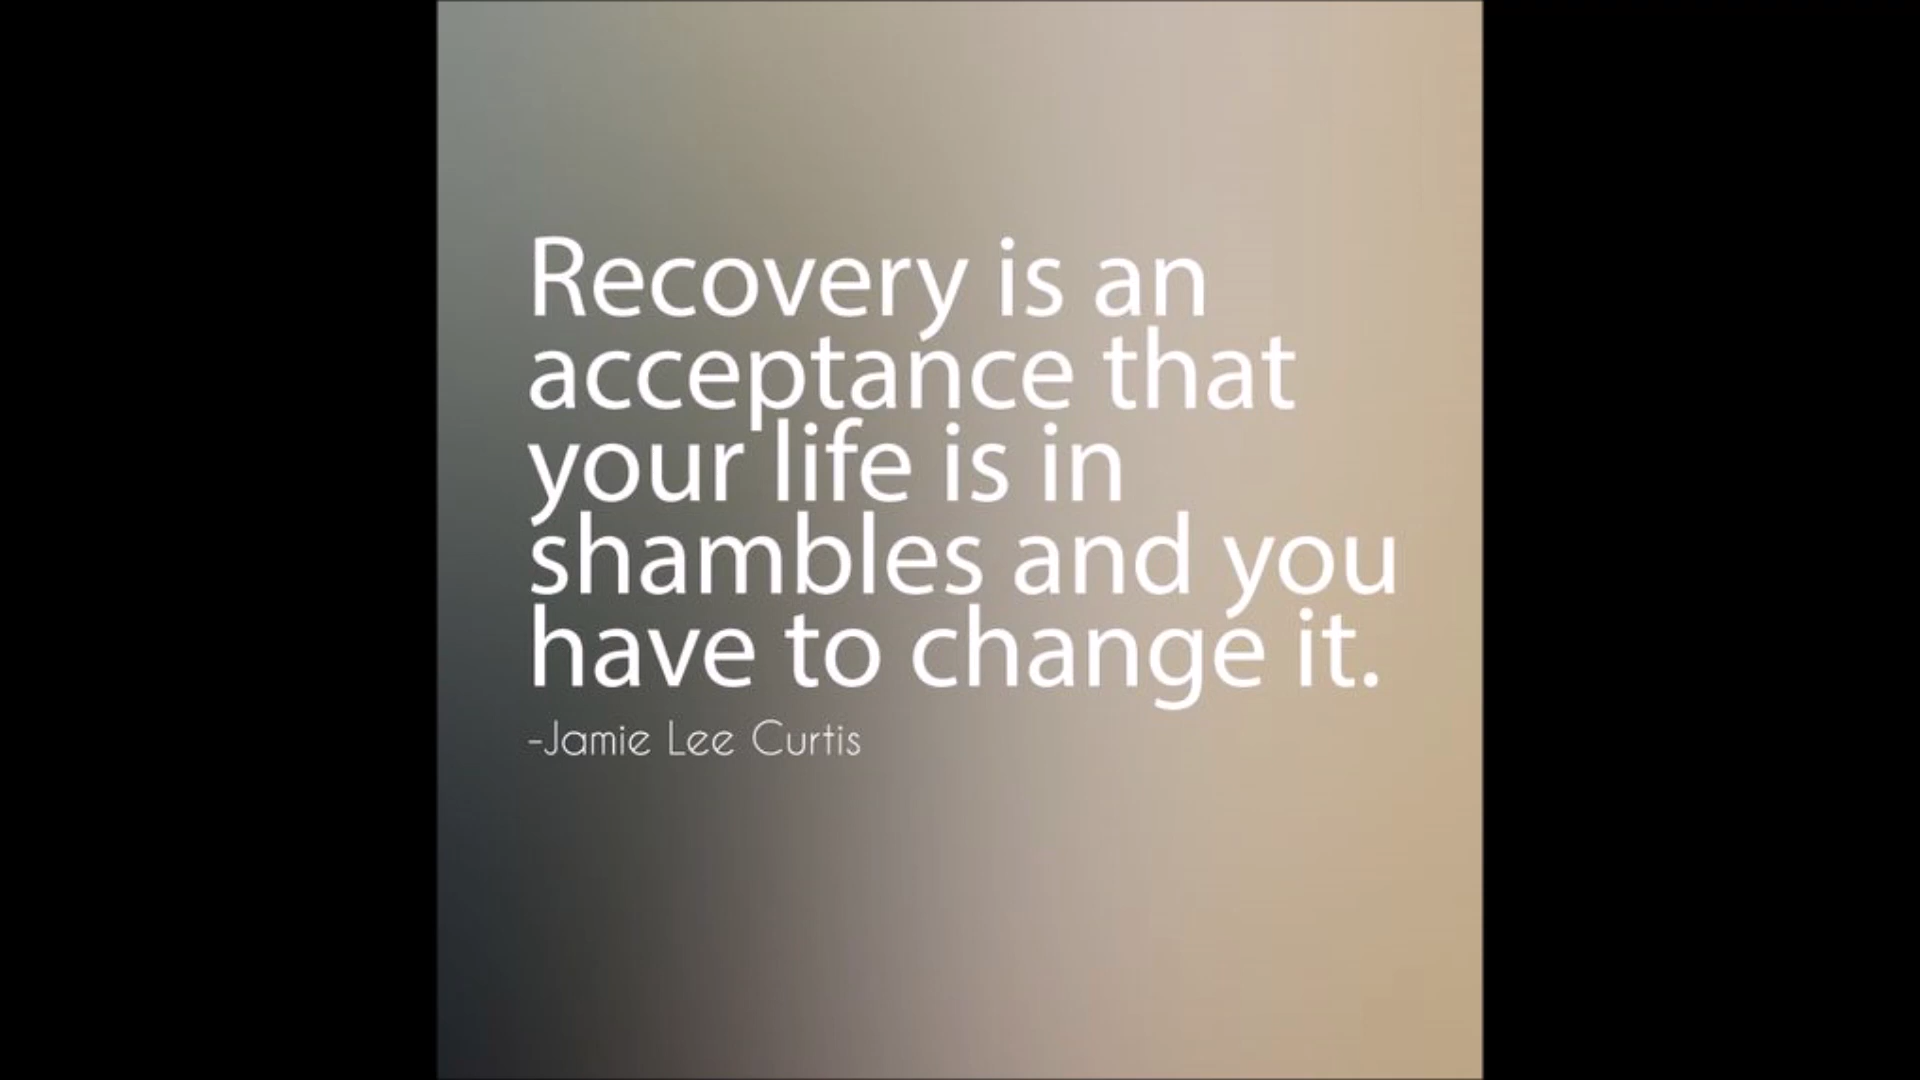 Recovery is an
acceptance that
your life is in
shambles and you
have to change it.
-Jamie Lee Curtis